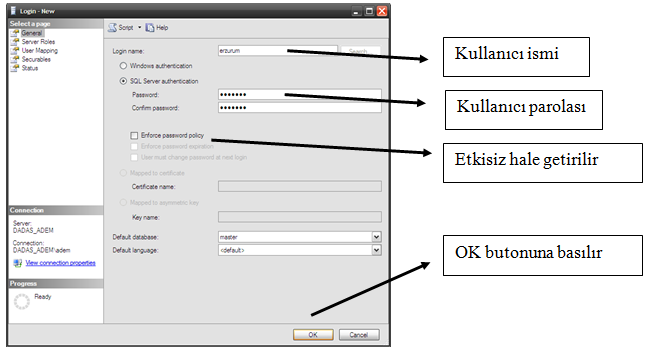 Login - New
Select a page
General
Server Roles
User Mapping
Securables
Status
Script
Help
Login name:
erzurum
Search...
Windows authentication
SQL Server authentication
Password:
•••••••
Confirm password:
•••••••
Enforce password policy
Enforce password expiration
User must change password at next login
Mapped to certificate
Certificate name:
Mapped to asymmetric key
Key name:
Default database:
master
Default language:
<default>
Connection
Server:
DADAS_ADEM
Connection:
DADAS_ADEM\adem
View connection properties
Progress
Ready
OK
Cancel
Kullanıcı ismi
Kullanıcı parolası
Etkisiz hale getirilir
OK butonuna basılır